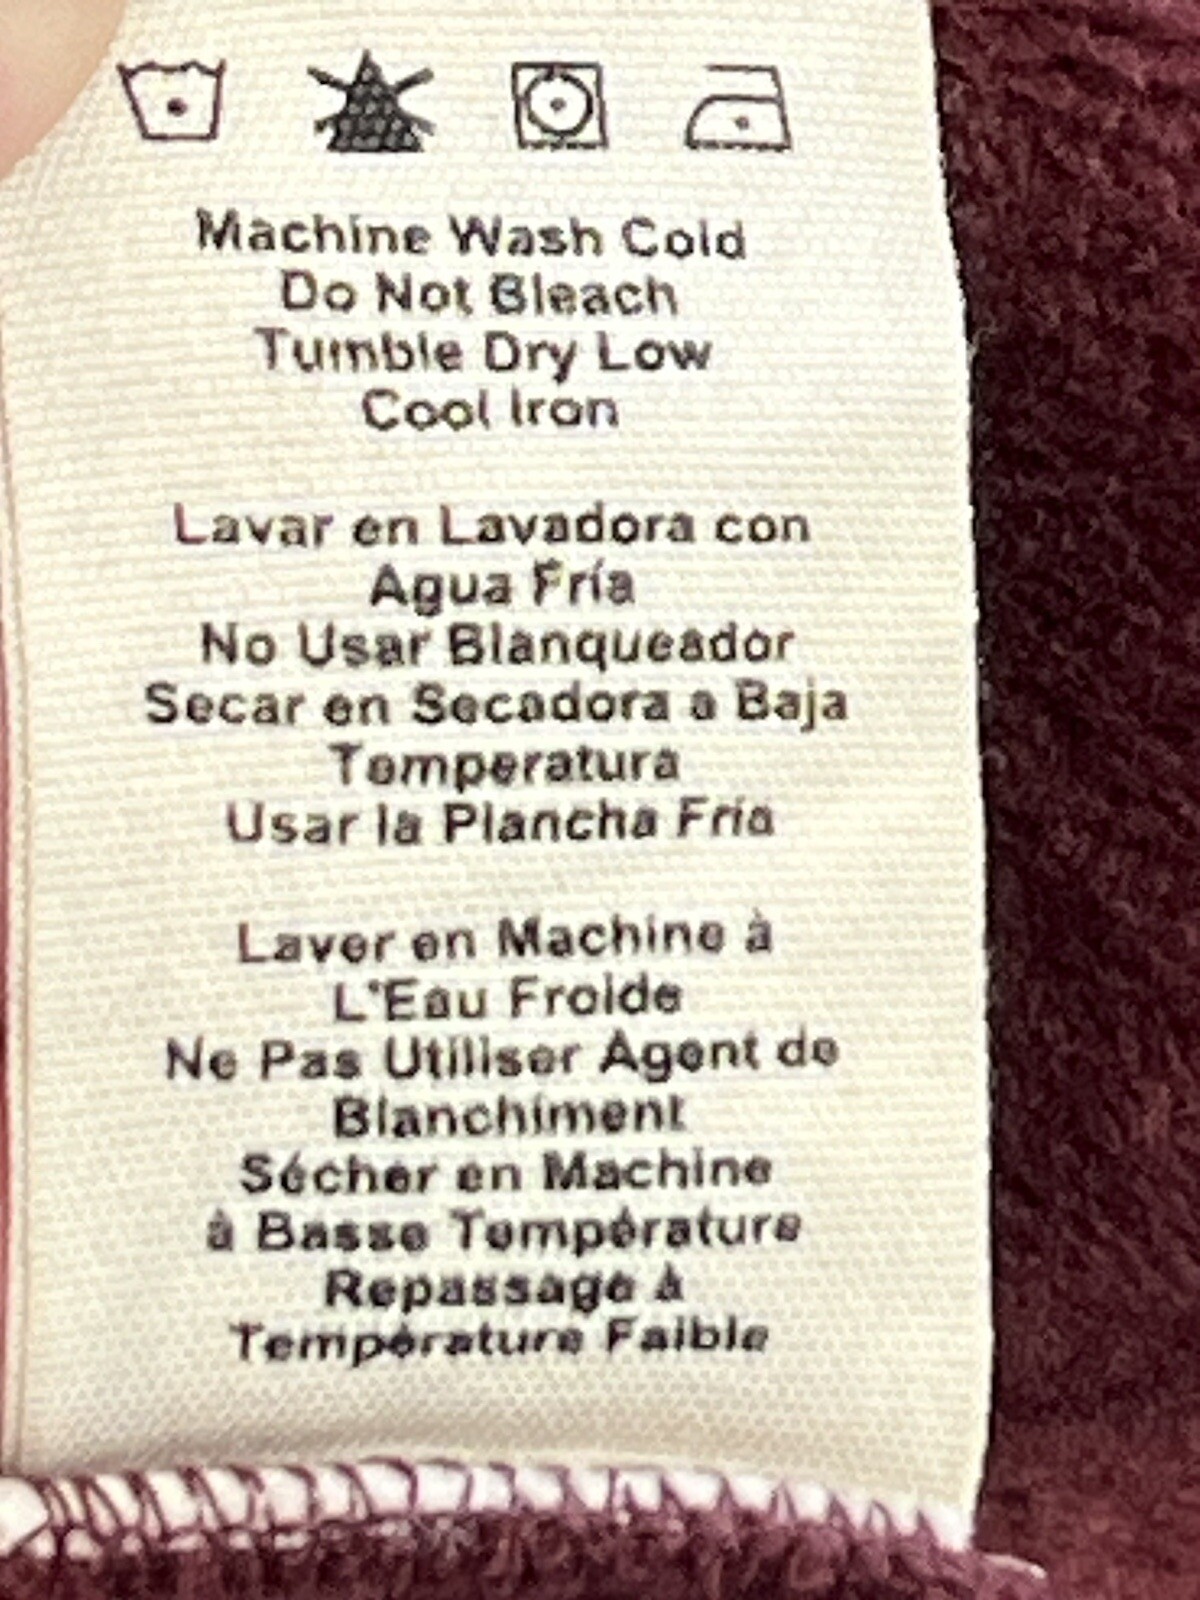 Machine Wash Cold
Do Not Bleach
Tumble Dry Low
Cool Iron
Lavar en Lavadora con
Agua Fría
No Usar Blanqueador
Secar en Secadora a Baja
Temperatura
Usar la Plancha Fría
Laver en Machine à
L'Eau Froide
Ne Pas Utiliser Agent de
Blanchiment
Sécher en Machine
à Basse Température
Repassage à
Température Faible